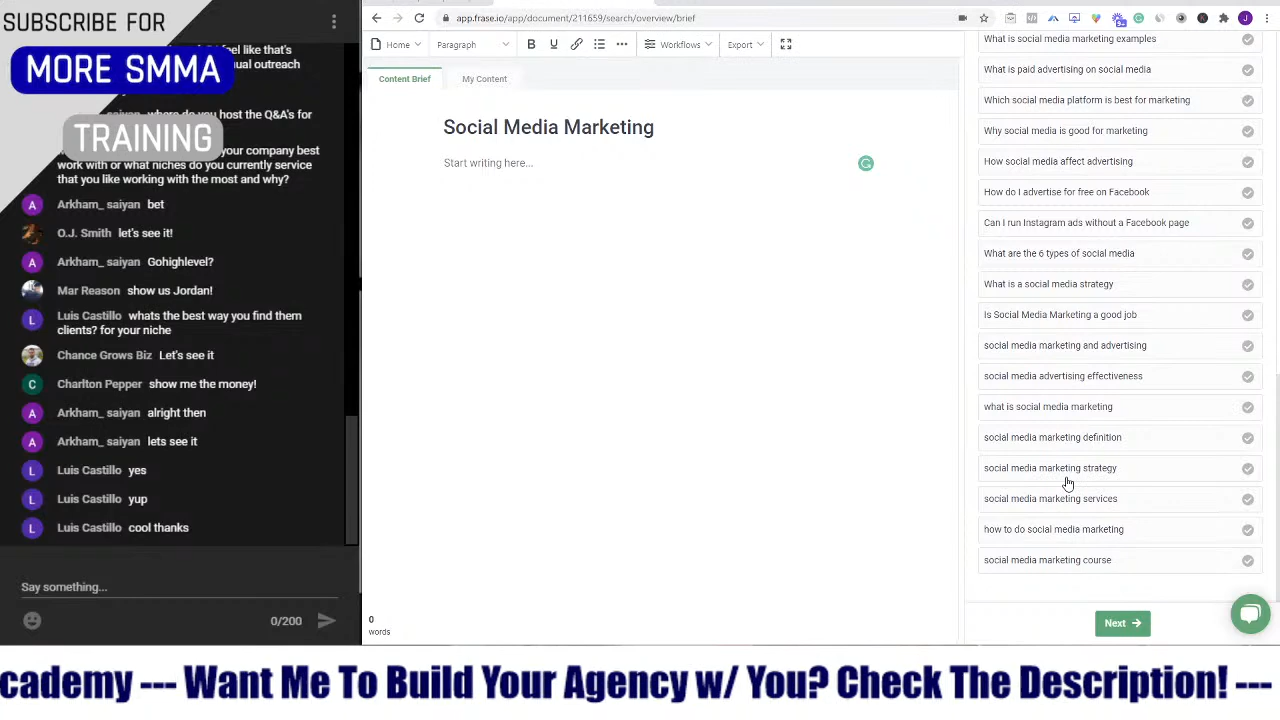 SUBSCRIBE FOR
MORE SMMA
TRAINING
feel like that's
ual outreach
saiyan where do you host the Q&A's for
your company best
work with or what niches do you currently service
that you like working with the most and why?
A Arkham_ saiyan bet
O.J. Smith let's see it!
A Arkham_ saiyan Gohighlevel?
Mar Reason show us Jordan!
L Luis Castillo whats the best way you find them
clients? for your niche
Chance Grows Biz Let's see it
C Charlton Pepper show me the money!
A Arkham_ saiyan alright then
A Arkham_ saiyan lets see it
L Luis Castillo yes
L Luis Castillo yup
L Luis Castillo cool thanks
Say something...
0/200
app.frase.io/app/document/211659/search/overview/brief
J
Home Paragraph B U Workflows Export
Content Brief My Content
Social Media Marketing
Start writing here...
0
words
What is social media marketing examples
What is paid advertising on social media
Which social media platform is best for marketing
Why social media is good for marketing
How social media affect advertising
How do I advertise for free on Facebook
Can I run Instagram ads without a Facebook page
What are the 6 types of social media
What is a social media strategy
Is Social Media Marketing a good job
social media marketing and advertising
social media advertising effectiveness
what is social media marketing
social media marketing definition
social media marketing strategy
social media marketing services
how to do social media marketing
social media marketing course
Next
cademy --- Want Me To Build Your Agency w/ You? Check The Description! ---